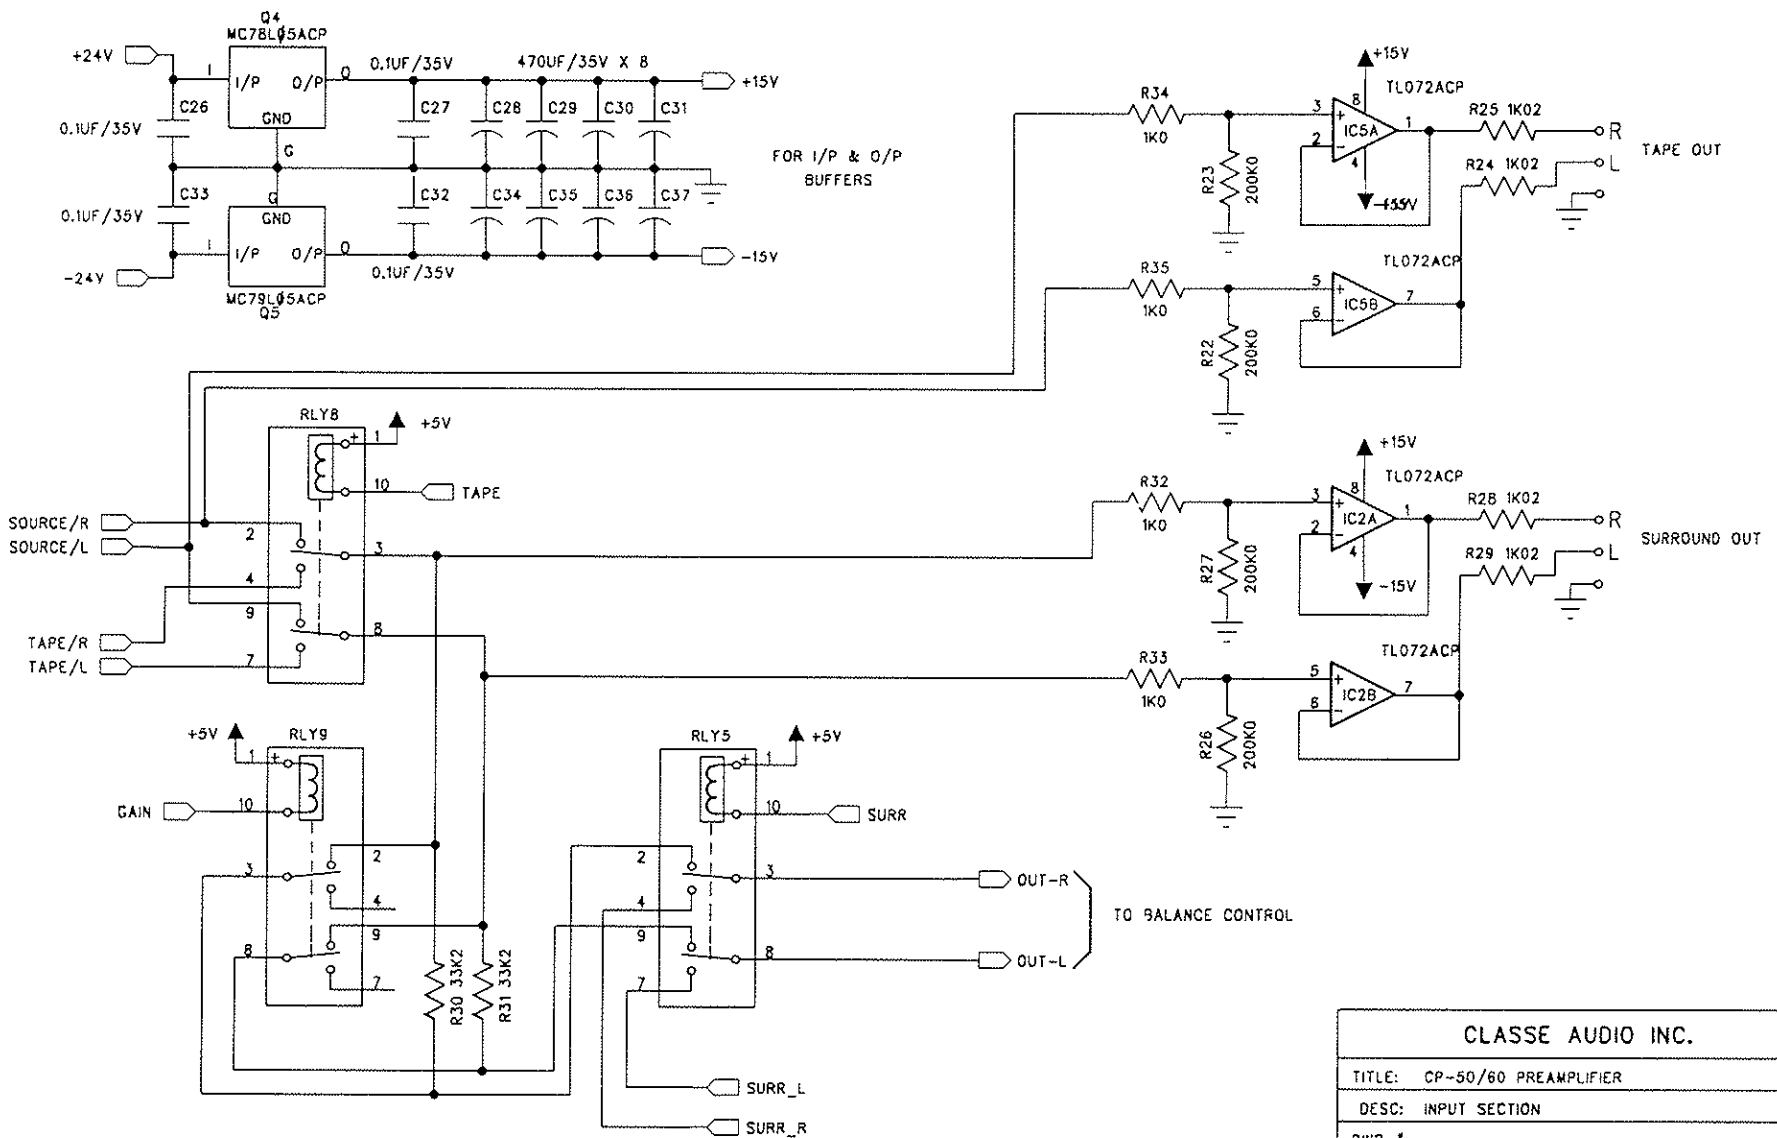 Q4
MC78L05ACP
+24V
I
I/P
O/P
O
GND
G
0.1UF/35V
470UF/35V X 8
+15V
C26
0.1UF/35V
C27
C28
C29
C30
C31
FOR I/P & O/P
BUFFERS
C33
0.1UF/35V
G
GND
C32
C34
C35
C36
C37
I
I/P
O/P
O
-24V
0.1UF/35V
-15V
MC79L05ACP
Q5
R34
1K0
R23
200K0
+15V
TL072ACP
3
8
IC5A
1
2
4
R25 1K02
R
R24 1K02
L
TAPE OUT
TL072ACP
R35
1K0
R22
200K0
5
IC5B
7
6
RLY8
+5V
1
10
TAPE
SOURCE/R
SOURCE/L
2
3
4
9
8
7
TAPE/R
TAPE/L
R32
1K0
R27
200K0
+15V
TL072ACP
3
8
IC2A
1
2
4
-15V
R28 1K02
R
R29 1K02
L
SURROUND OUT
TL072ACP
R33
1K0
R26
200K0
5
IC2B
7
6
+5V
RLY9
1
10
GAIN
2
3
4
9
8
7
R30 33K2
R31 33K2
RLY5
+5V
1
10
SURR
2
3
4
9
8
7
OUT-R
OUT-L
TO BALANCE CONTROL
SURR_L
SURR_R
CLASSE AUDIO INC.
TITLE: CP-50/60 PREAMPLIFIER
DESC: INPUT SECTION